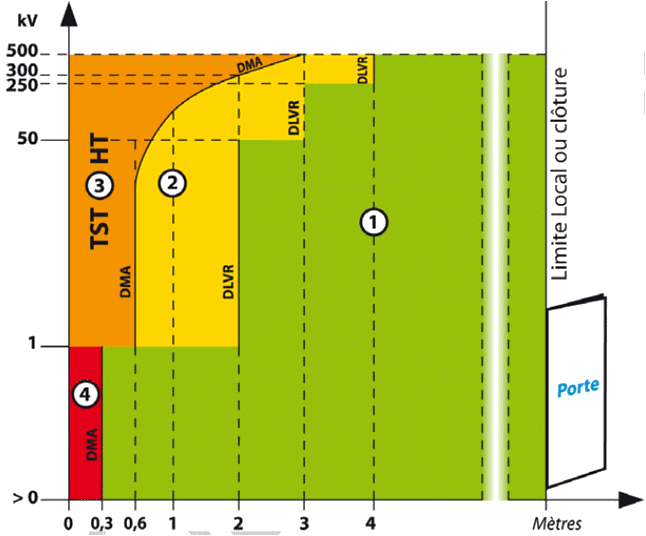 kV
500
300
250
50
1
> 0
DMA
DLVR
DLVR
TST HT
3
2
1
DMA
DLVR
4
DMA
Limite Local ou clôture
Porte
0
0,3
0,6
1
2
3
4
Mètres